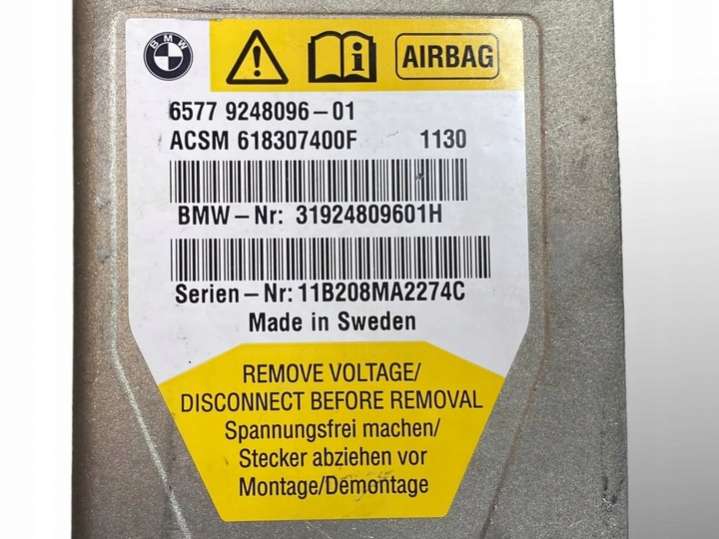 BMW
AIRBAG
6577 9248096-01
ACSM 618307400F 1130
BMW-Nr: 31924809601H
Serien-Nr: 11B208MA2274C
Made in Sweden
REMOVE VOLTAGE/
DISCONNECT BEFORE REMOVAL
Spannungsfrei machen/
Stecker abziehen vor
Montage/Demontage